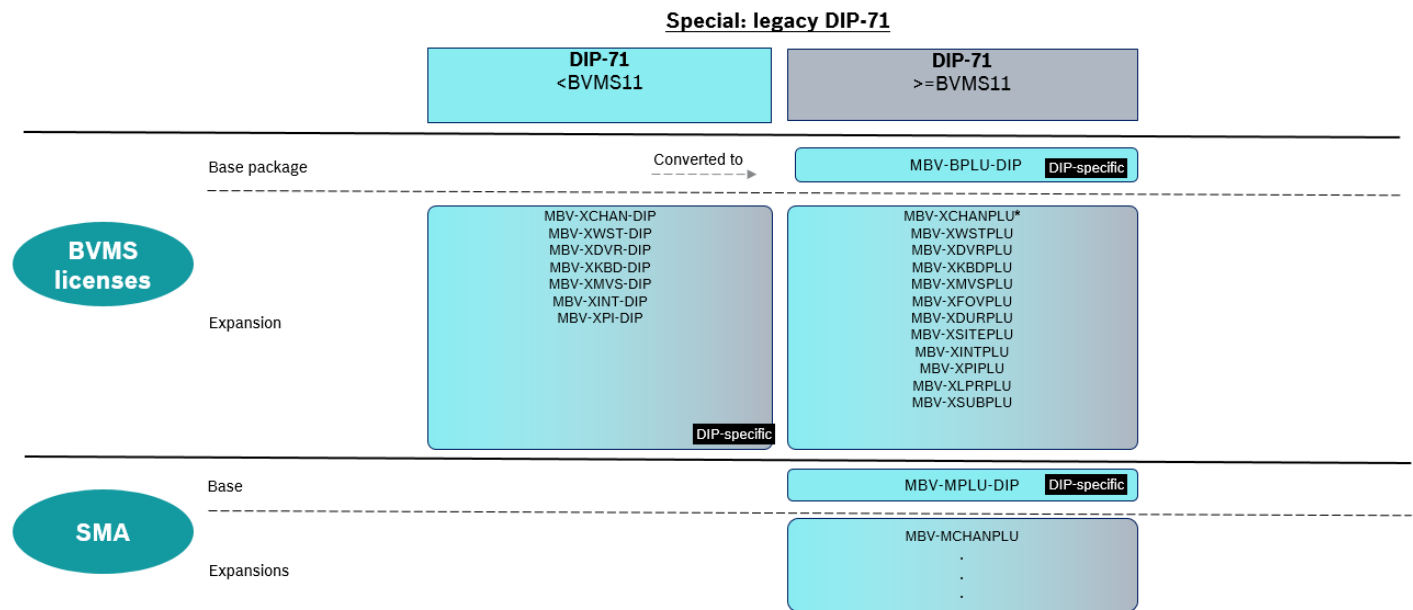 Special: legacy DIP-71
DIP-71
<BVMS11
DIP-71
>=BVMS11
BVMS
licenses
Base package
Converted to
MBV-BPLU-DIP
DIP-specific
Expansion
MBV-XCHAN-DIP
MBV-XWST-DIP
MBV-XDVR-DIP
MBV-XKBD-DIP
MBV-XMVS-DIP
MBV-XINT-DIP
MBV-XPI-DIP
DIP-specific
MBV-XCHANPLU*
MBV-XWSTPLU
MBV-XDVRPLU
MBV-XKBDPLU
MBV-XMVSPLU
MBV-XFOVPLU
MBV-XDURPLU
MBV-XSITEPLU
MBV-XINTPLU
MBV-XPIPLU
MBV-XLPRPLU
MBV-XSUBPLU
SMA
Base
MBV-MPLU-DIP
DIP-specific
Expansions
MBV-MCHANPLU
.
.
.